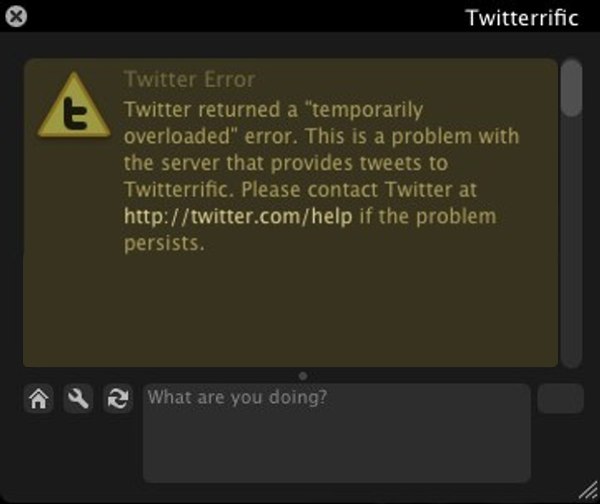 Twitterrific
Twitter Error
Twitter returned a "temporarily
overloaded" error. This is a problem with
the server that provides tweets to
Twitterrific. Please contact Twitter at
http://twitter.com/help if the problem
persists.
What are you doing?